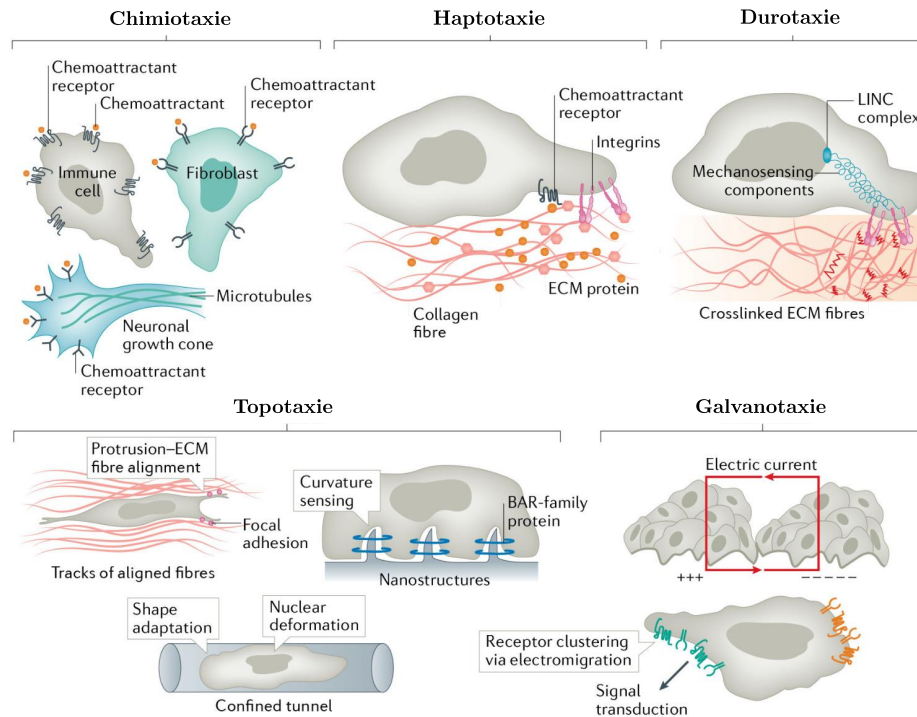 Chimiotaxie
Haptotaxie
Durotaxie
Chemoattractant
receptor
Chemoattractant
Chemoattractant
receptor
Immune
cell
Fibroblast
Microtubules
Neuronal
growth cone
Chemoattractant
receptor
Chemoattractant
receptor
Integrins
ECM protein
Collagen
fibre
LINC
complex
Mechanosensing
components
Crosslinked ECM fibres
Topotaxie
Galvanotaxie
Protrusion–ECM
fibre alignment
Focal
adhesion
Tracks of aligned fibres
Curvature
sensing
BAR-family
protein
Nanostructures
Shape
adaptation
Nuclear
deformation
Confined tunnel
Electric current
+++
–––––
Receptor clustering
via electromigration
Signal
transduction